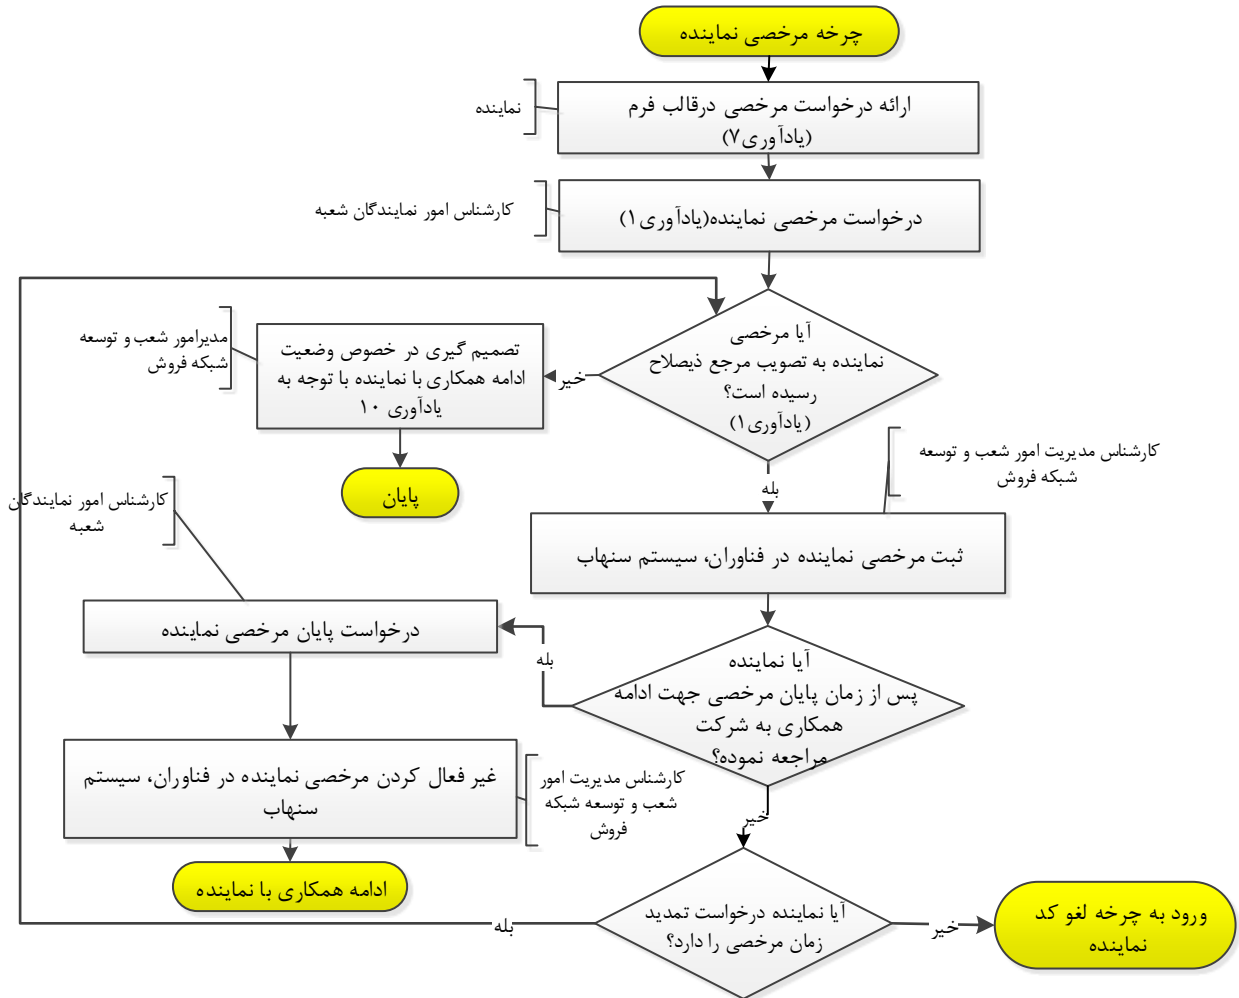 چرخه مرخصی نماینده
ارائه درخواست مرخصی درقالب فرم
(یادآوری۷)
نماینده
درخواست مرخصی نماینده(یادآوری۱)
کارشناس امور نمایندگان شعبه
آیا مرخصی
نماینده به تصویب مرجع ذیصلاح
رسیده است؟
(یادآوری۱)
خیر
تصمیم گیری در خصوص وضعیت
ادامه همکاری با نماینده با توجه به
یادآوری ۱۰
مدیرامور شعب و توسعه
شبکه فروش
پایان
بله
کارشناس مدیریت امور شعب و توسعه
شبکه فروش
ثبت مرخصی نماینده در فناوران، سیستم سنهاب
آیا نماینده
پس از زمان پایان مرخصی جهت ادامه
همکاری به شرکت
مراجعه نموده؟
بله
کارشناس امور نمایندگان
شعبه
درخواست پایان مرخصی نماینده
غیر فعال کردن مرخصی نماینده در فناوران، سیستم
سنهاب
کارشناس مدیریت امور
شعب و توسعه شبکه
فروش
ادامه همکاری با نماینده
خیر
آیا نماینده درخواست تمدید
زمان مرخصی را دارد؟
بله
خیر
ورود به چرخه لغو کد
نماینده